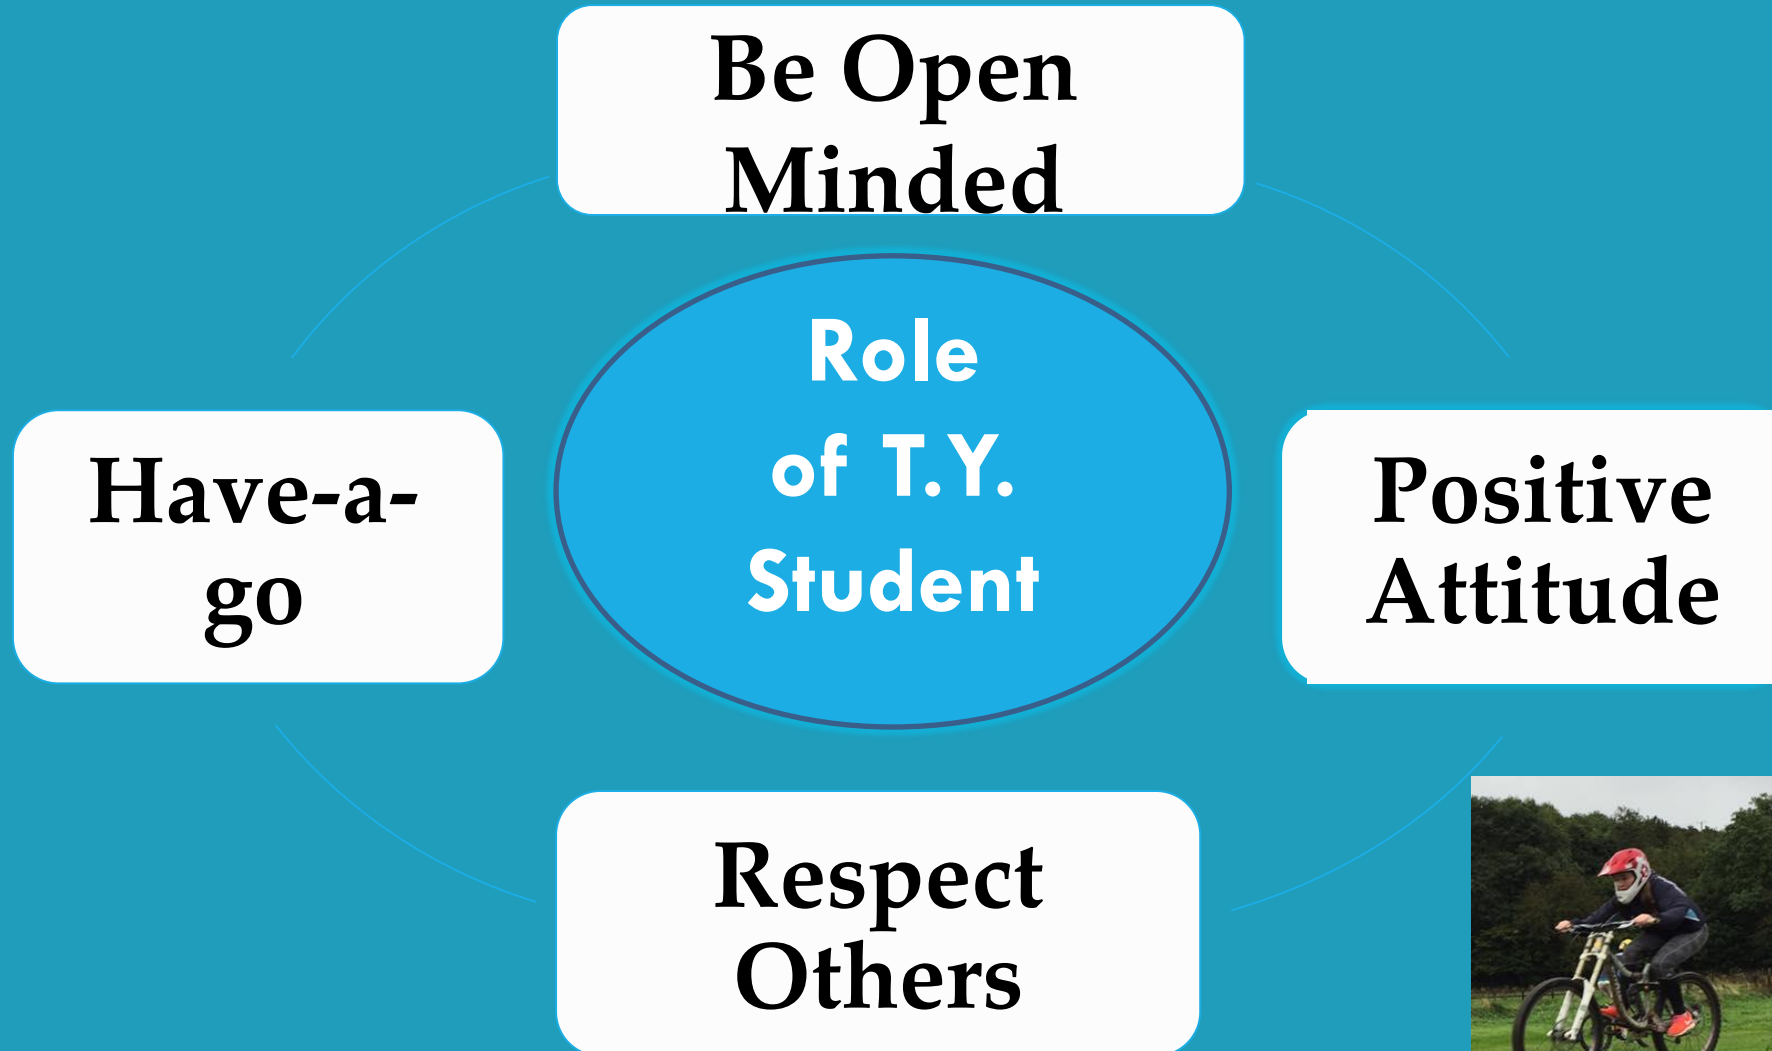 Be Open
Minded
Role
of T.Y.
Student
Have-a-
go
Positive
Attitude
Respect
Others